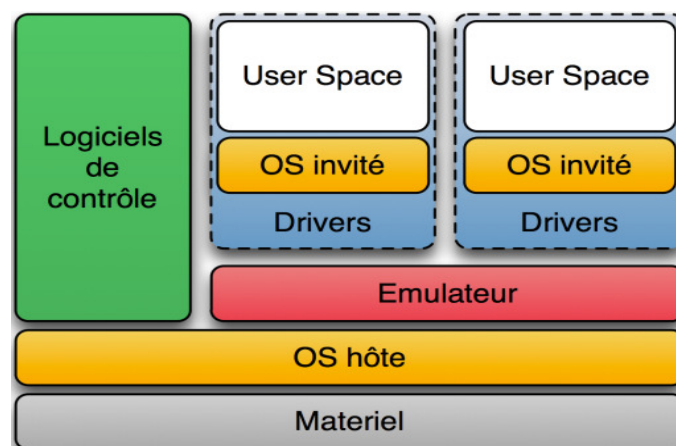 Logiciels
de
contrôle
User Space
OS invité
Drivers
User Space
OS invité
Drivers
Emulateur
OS hôte
Materiel